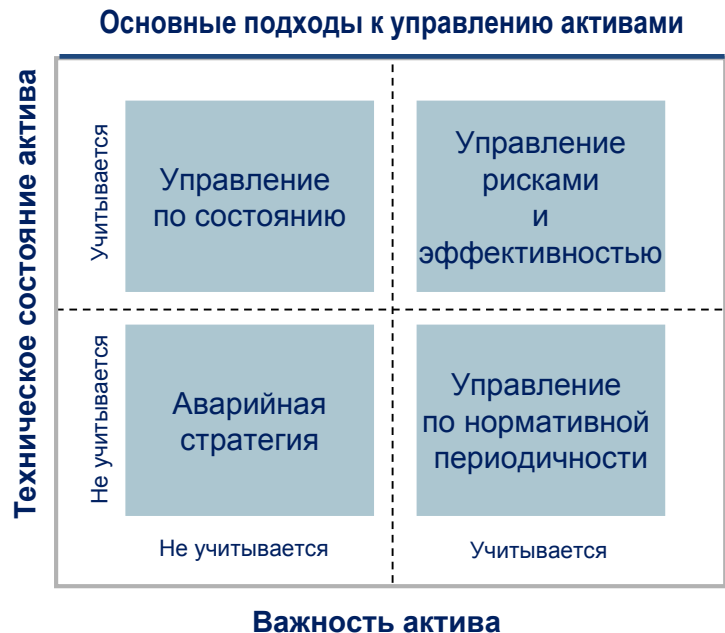 Основные подходы к управлению активами
Техническое состояние актива
Учитывается
Управление
по состоянию
Управление
рисками
и
эффективностью
Не учитывается
Аварийная
стратегия
Управление
по нормативной
периодичности
Не учитывается
Учитывается
Важность актива